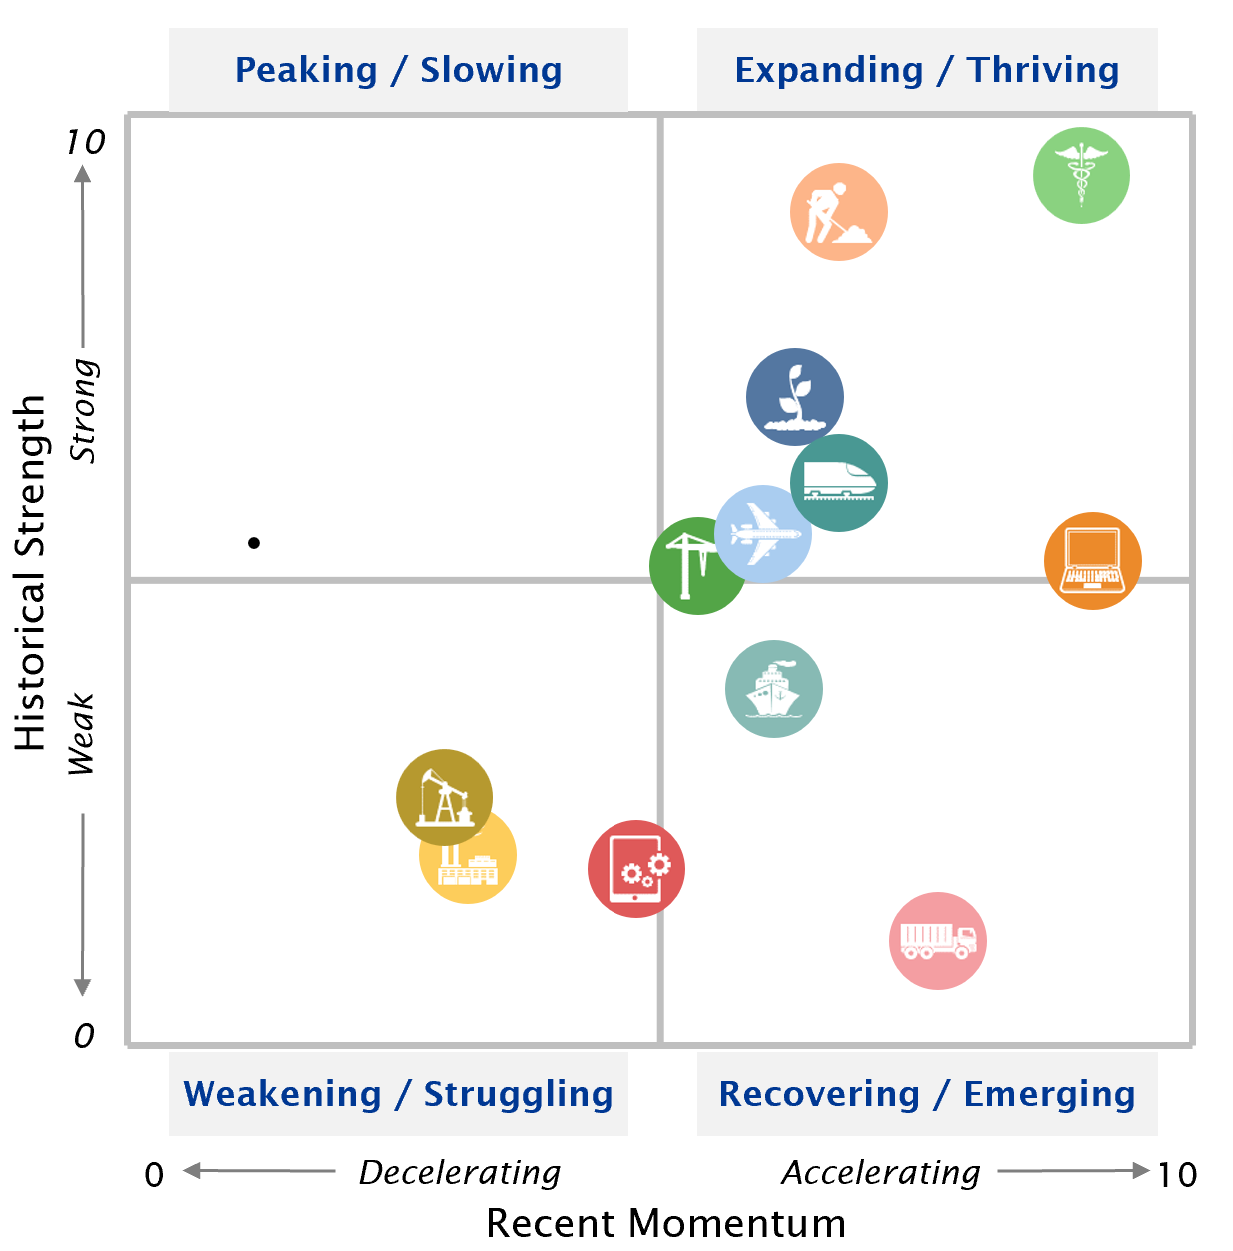 Peaking / Slowing
Expanding / Thriving
10
Strong
Historical Strength
Weak
0
Weakening / Struggling
Recovering / Emerging
0
Decelerating
Accelerating
10
Recent Momentum